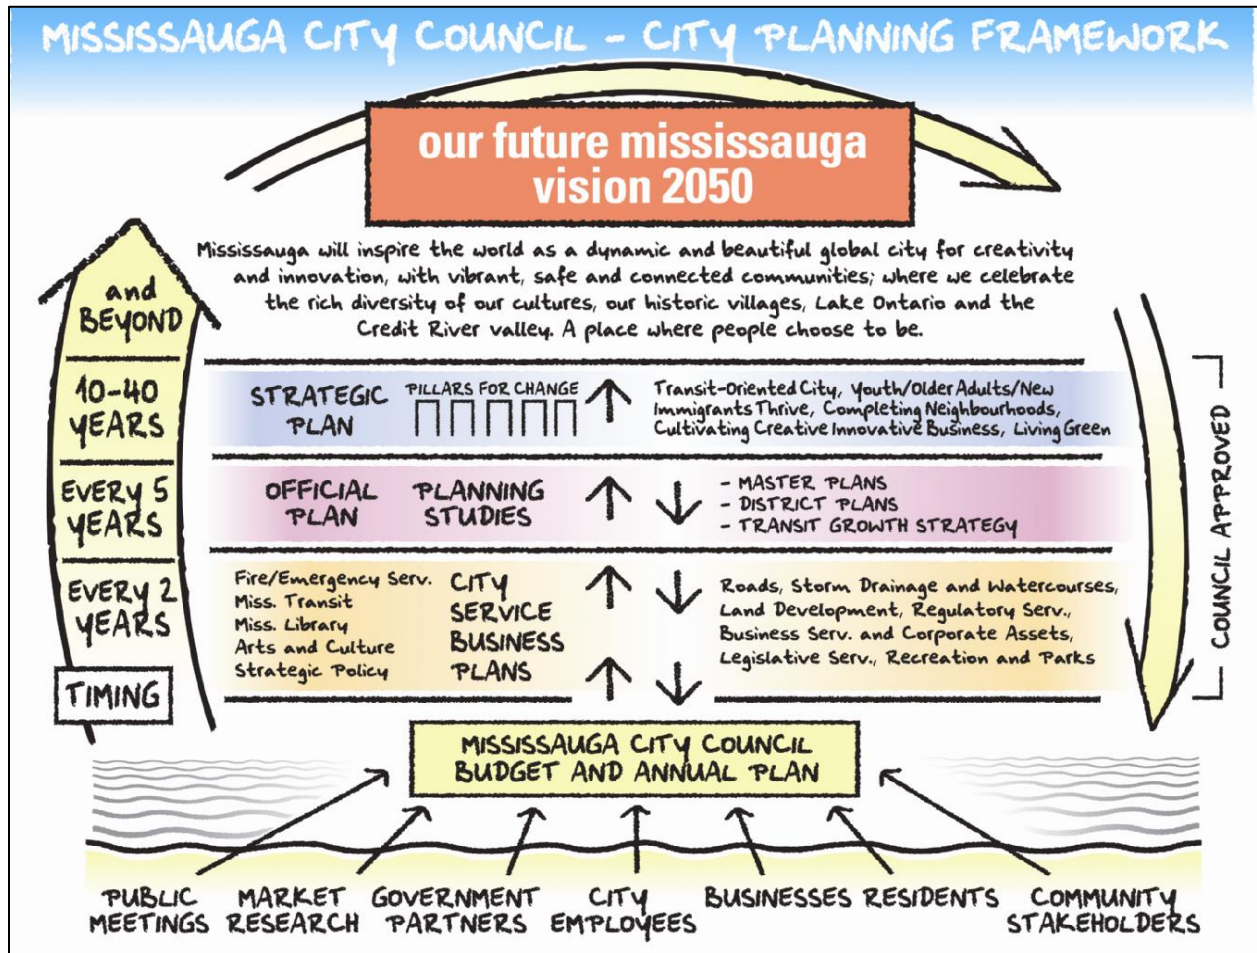 MISSISSAUGA CITY COUNCIL - CITY PLANNING FRAMEWORK
our future mississauga
vision 2050
Mississauga will inspire the world as a dynamic and beautiful global city for creativity
and innovation, with vibrant, safe and connected communities; where we celebrate
the rich diversity of our cultures, our historic villages, Lake Ontario and the
Credit River valley. A place where people choose to be.
and
BEYOND
10-40
YEARS
STRATEGIC
PLAN
PILLARS FOR CHANGE
Transit-Oriented City, Youth/Older Adults/New
Immigrants Thrive, Completing Neighbourhoods,
Cultivating Creative Innovative Business, Living Green
EVERY 5
YEARS
OFFICIAL
PLAN
PLANNING
STUDIES
- MASTER PLANS
- DISTRICT PLANS
- TRANSIT GROWTH STRATEGY
EVERY 2
YEARS
Fire/Emergency Serv.
Miss. Transit
Miss. Library
Arts and Culture
Strategic Policy
CITY
SERVICE
BUSINESS
PLANS
Roads, Storm Drainage and Watercourses,
Land Development, Regulatory Serv.,
Business Serv. and Corporate Assets,
Legislative Serv., Recreation and Parks
TIMING
COUNCIL APPROVED
MISSISSAUGA CITY COUNCIL
BUDGET AND ANNUAL PLAN
PUBLIC
MEETINGS
MARKET
RESEARCH
GOVERNMENT
PARTNERS
CITY
EMPLOYEES
BUSINESSES
RESIDENTS
COMMUNITY
STAKEHOLDERS